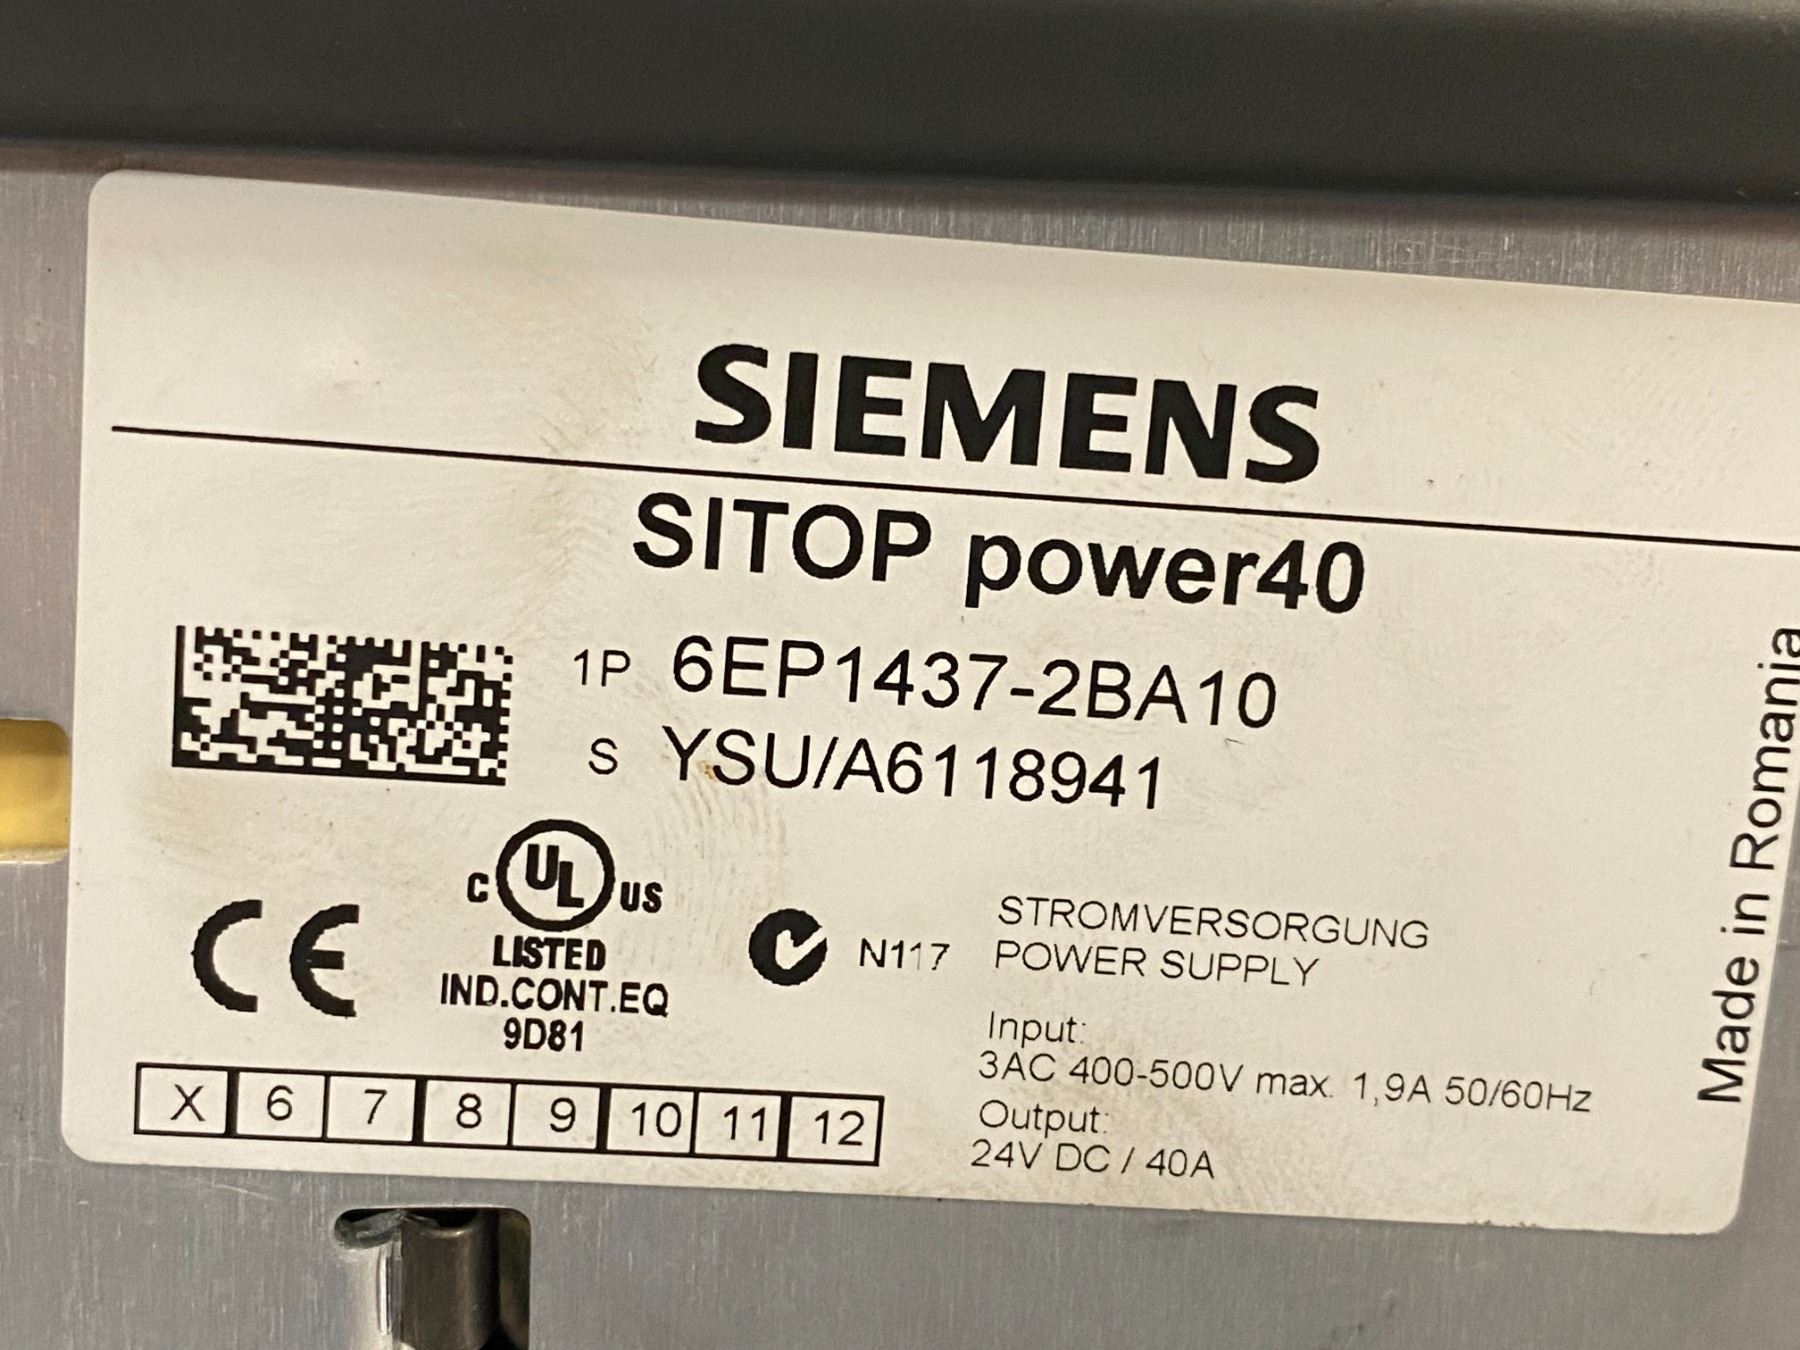 SIEMENS
SITOP power40
1P 6EP1437-2BA10
S YSU/A6118941
C UL US
LISTED
IND.CONT.EQ
9D81
CE
N117
STROMVERSORGUNG
POWER SUPPLY
Input:
3AC 400-500V max. 1,9A 50/60Hz
Output:
24V DC / 40A
X 6 7 8 9 10 11 12
Made in Romania